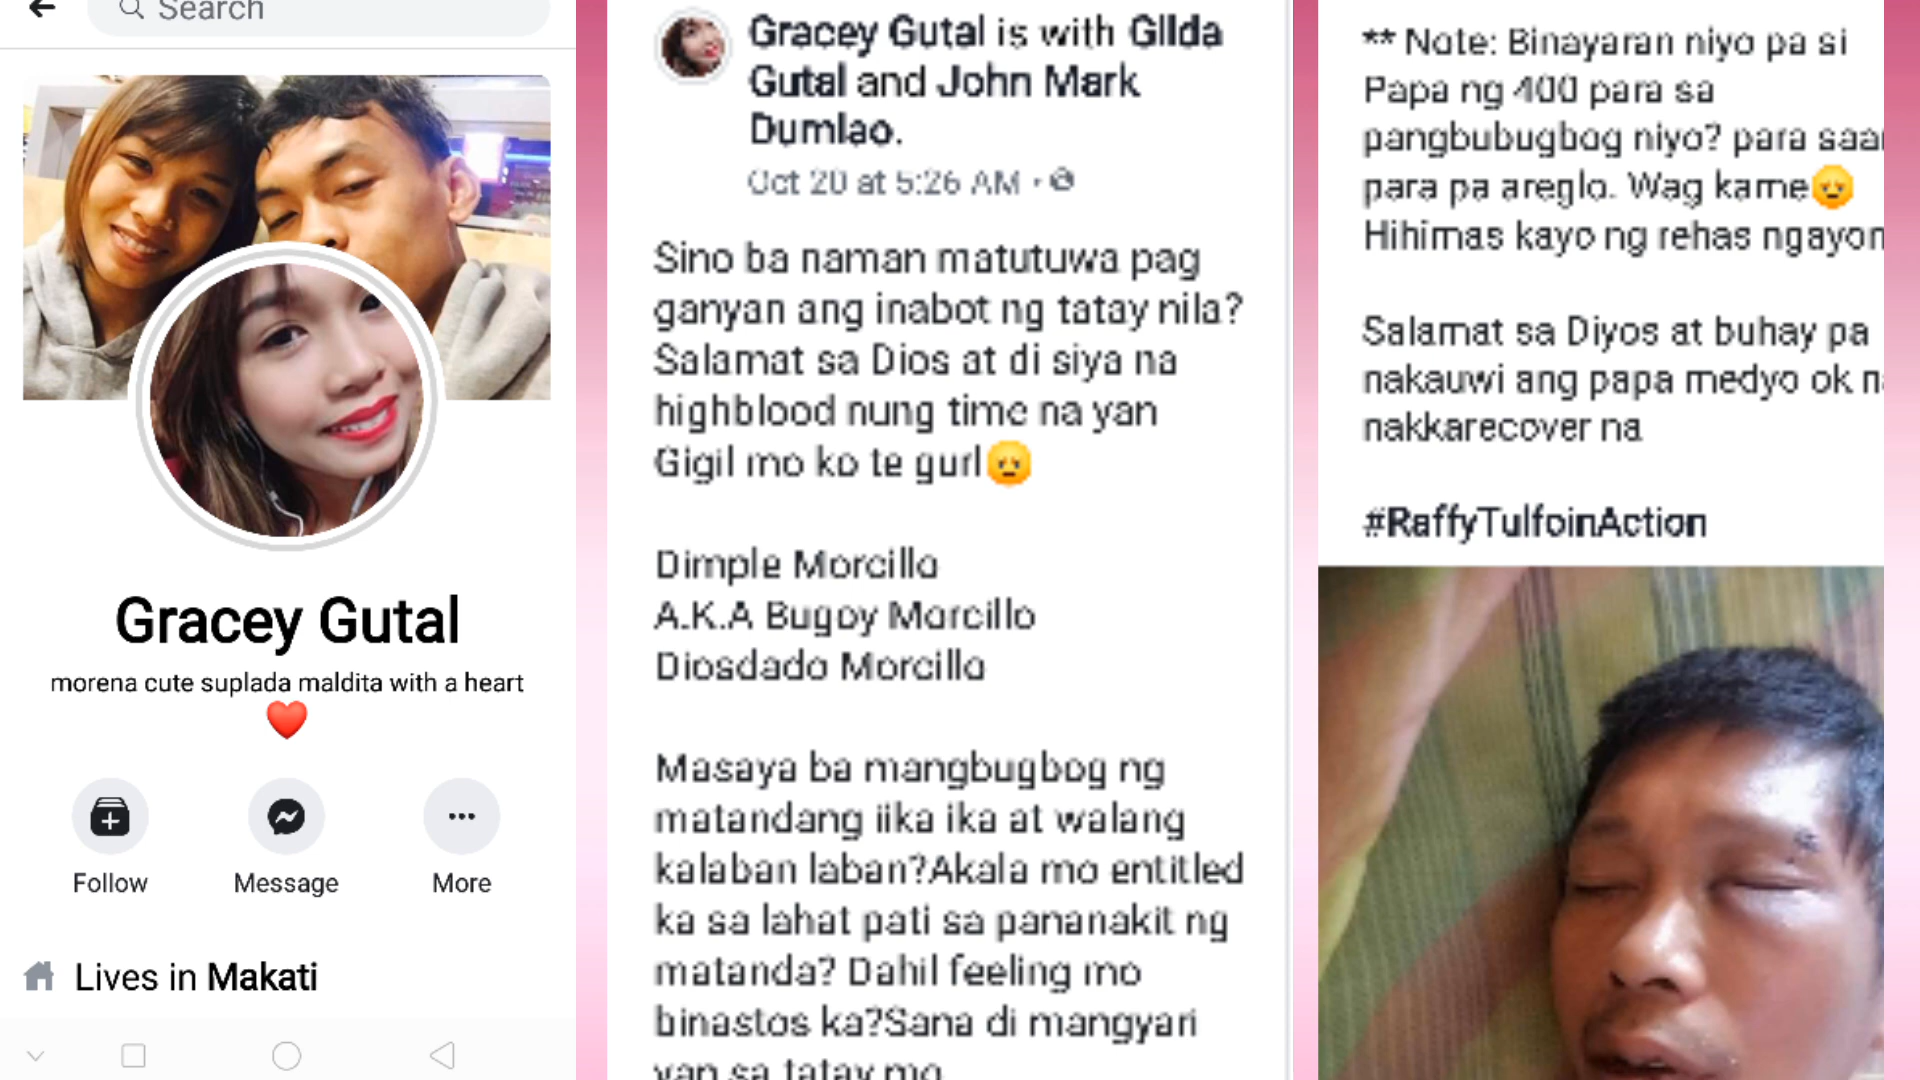 Search
Gracey Gutal
morena cute suplada maldita with a heart
Follow
Message
More
Lives in Makati
Gracey Gutal is with Gilda
Gutal and John Mark
Dumlao.
Oct 20 at 5:26 AM
Sino ba naman matutuwa pag
ganyan ang inabot ng tatay nila?
Salamat sa Dios at di siya na
highblood nung time na yan
Gigil mo ko te gurl
Dimple Morcilla
A.K.A Bugoy Morcillo
Diosdado Morcilla
Masaya ba mangbugbog ng
matandang iika ika at walang
kalaban laban?Akala mo entitled
ka sa lahat pati sa pananakit ng
matanda? Dahil feeling mo
binastos ka?Sana di mangyari
yan sa tatay mo
** Note: Binayaran niyo pa si
Papa ng 400 para sa
pangbubugbog niyo? para saan
para pa areglo. Wag kame
Hihimas kayo ng rehas ngayon
Salamat sa Diyos at buhay pa
nakauwi ang papa medyo ok na
nakkarecover na
#RaffyTulfoinAction